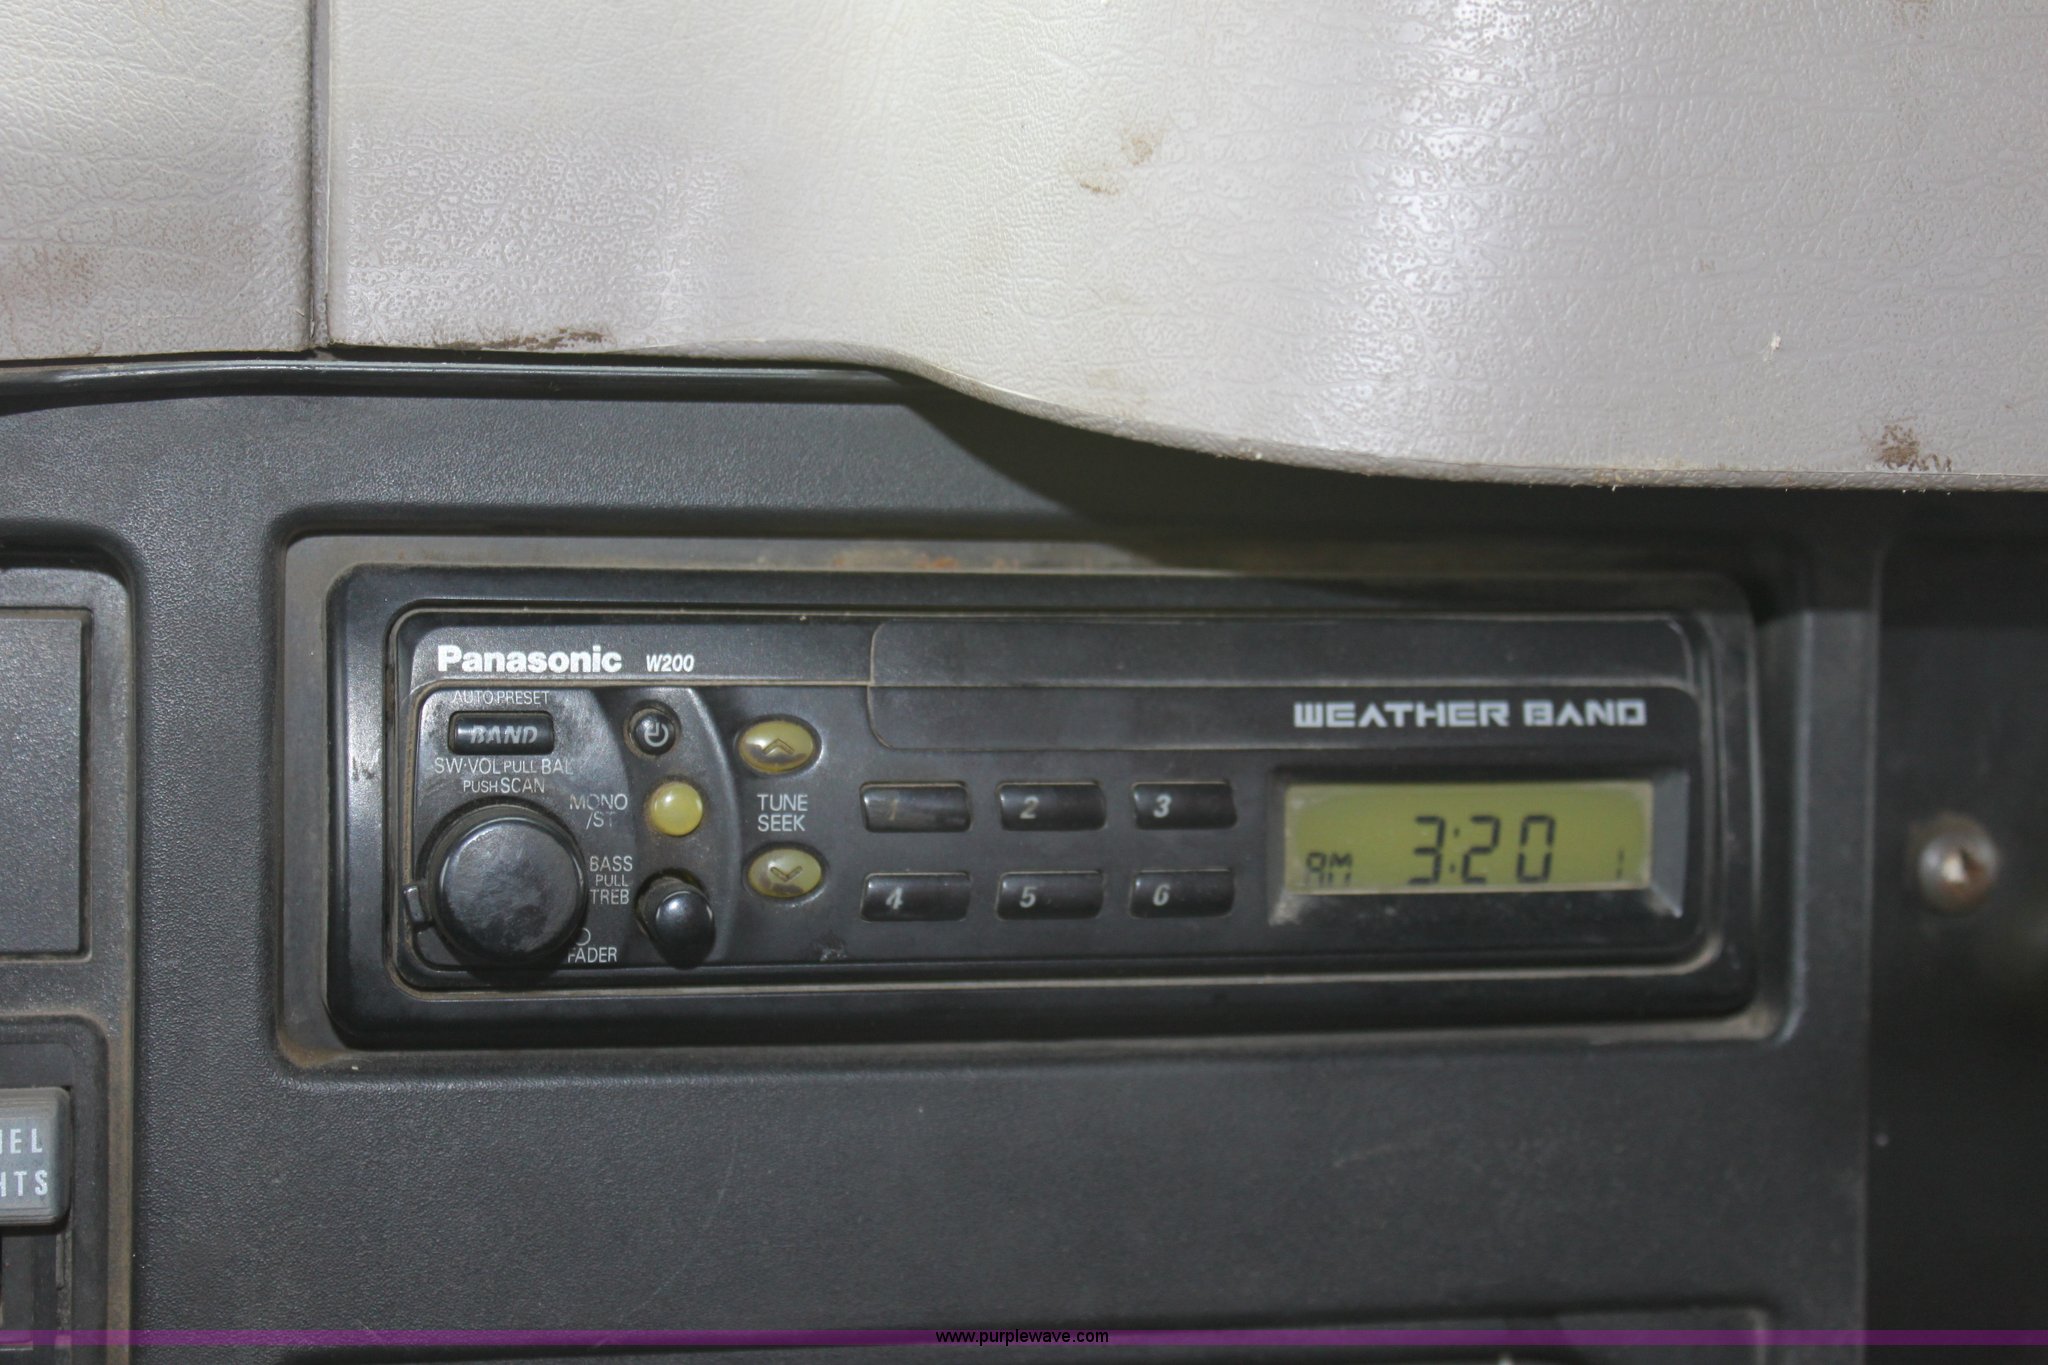 Panasonic W200
AUTO PRESET
BAND
SW·VOL PULL BAL
PUSH SCAN
MONO
/ST
BASS
PULL
TREB
FADER
TUNE
SEEK
1 2 3
4 5 6
WEATHER BAND
AM 3:20 1
www.purplewave.com